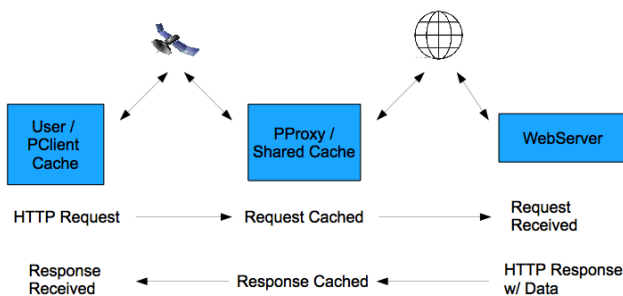 User /
PClient
Cache
PProxy /
Shared Cache
WebServer
HTTP Request
Request Cached
Request
Received
Response
Received
Response Cached
HTTP Response
w/ Data